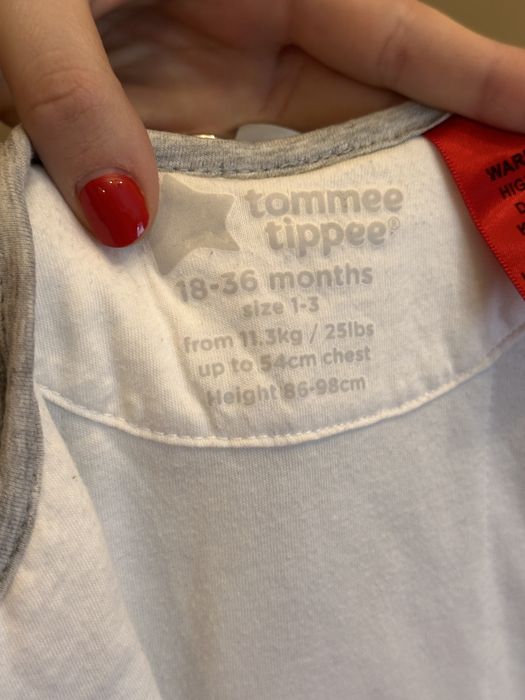 tommee
tippee®
18-36 months
size 1-3
from 11.3kg / 25lbs
up to 54cm chest
Height 86-98cm